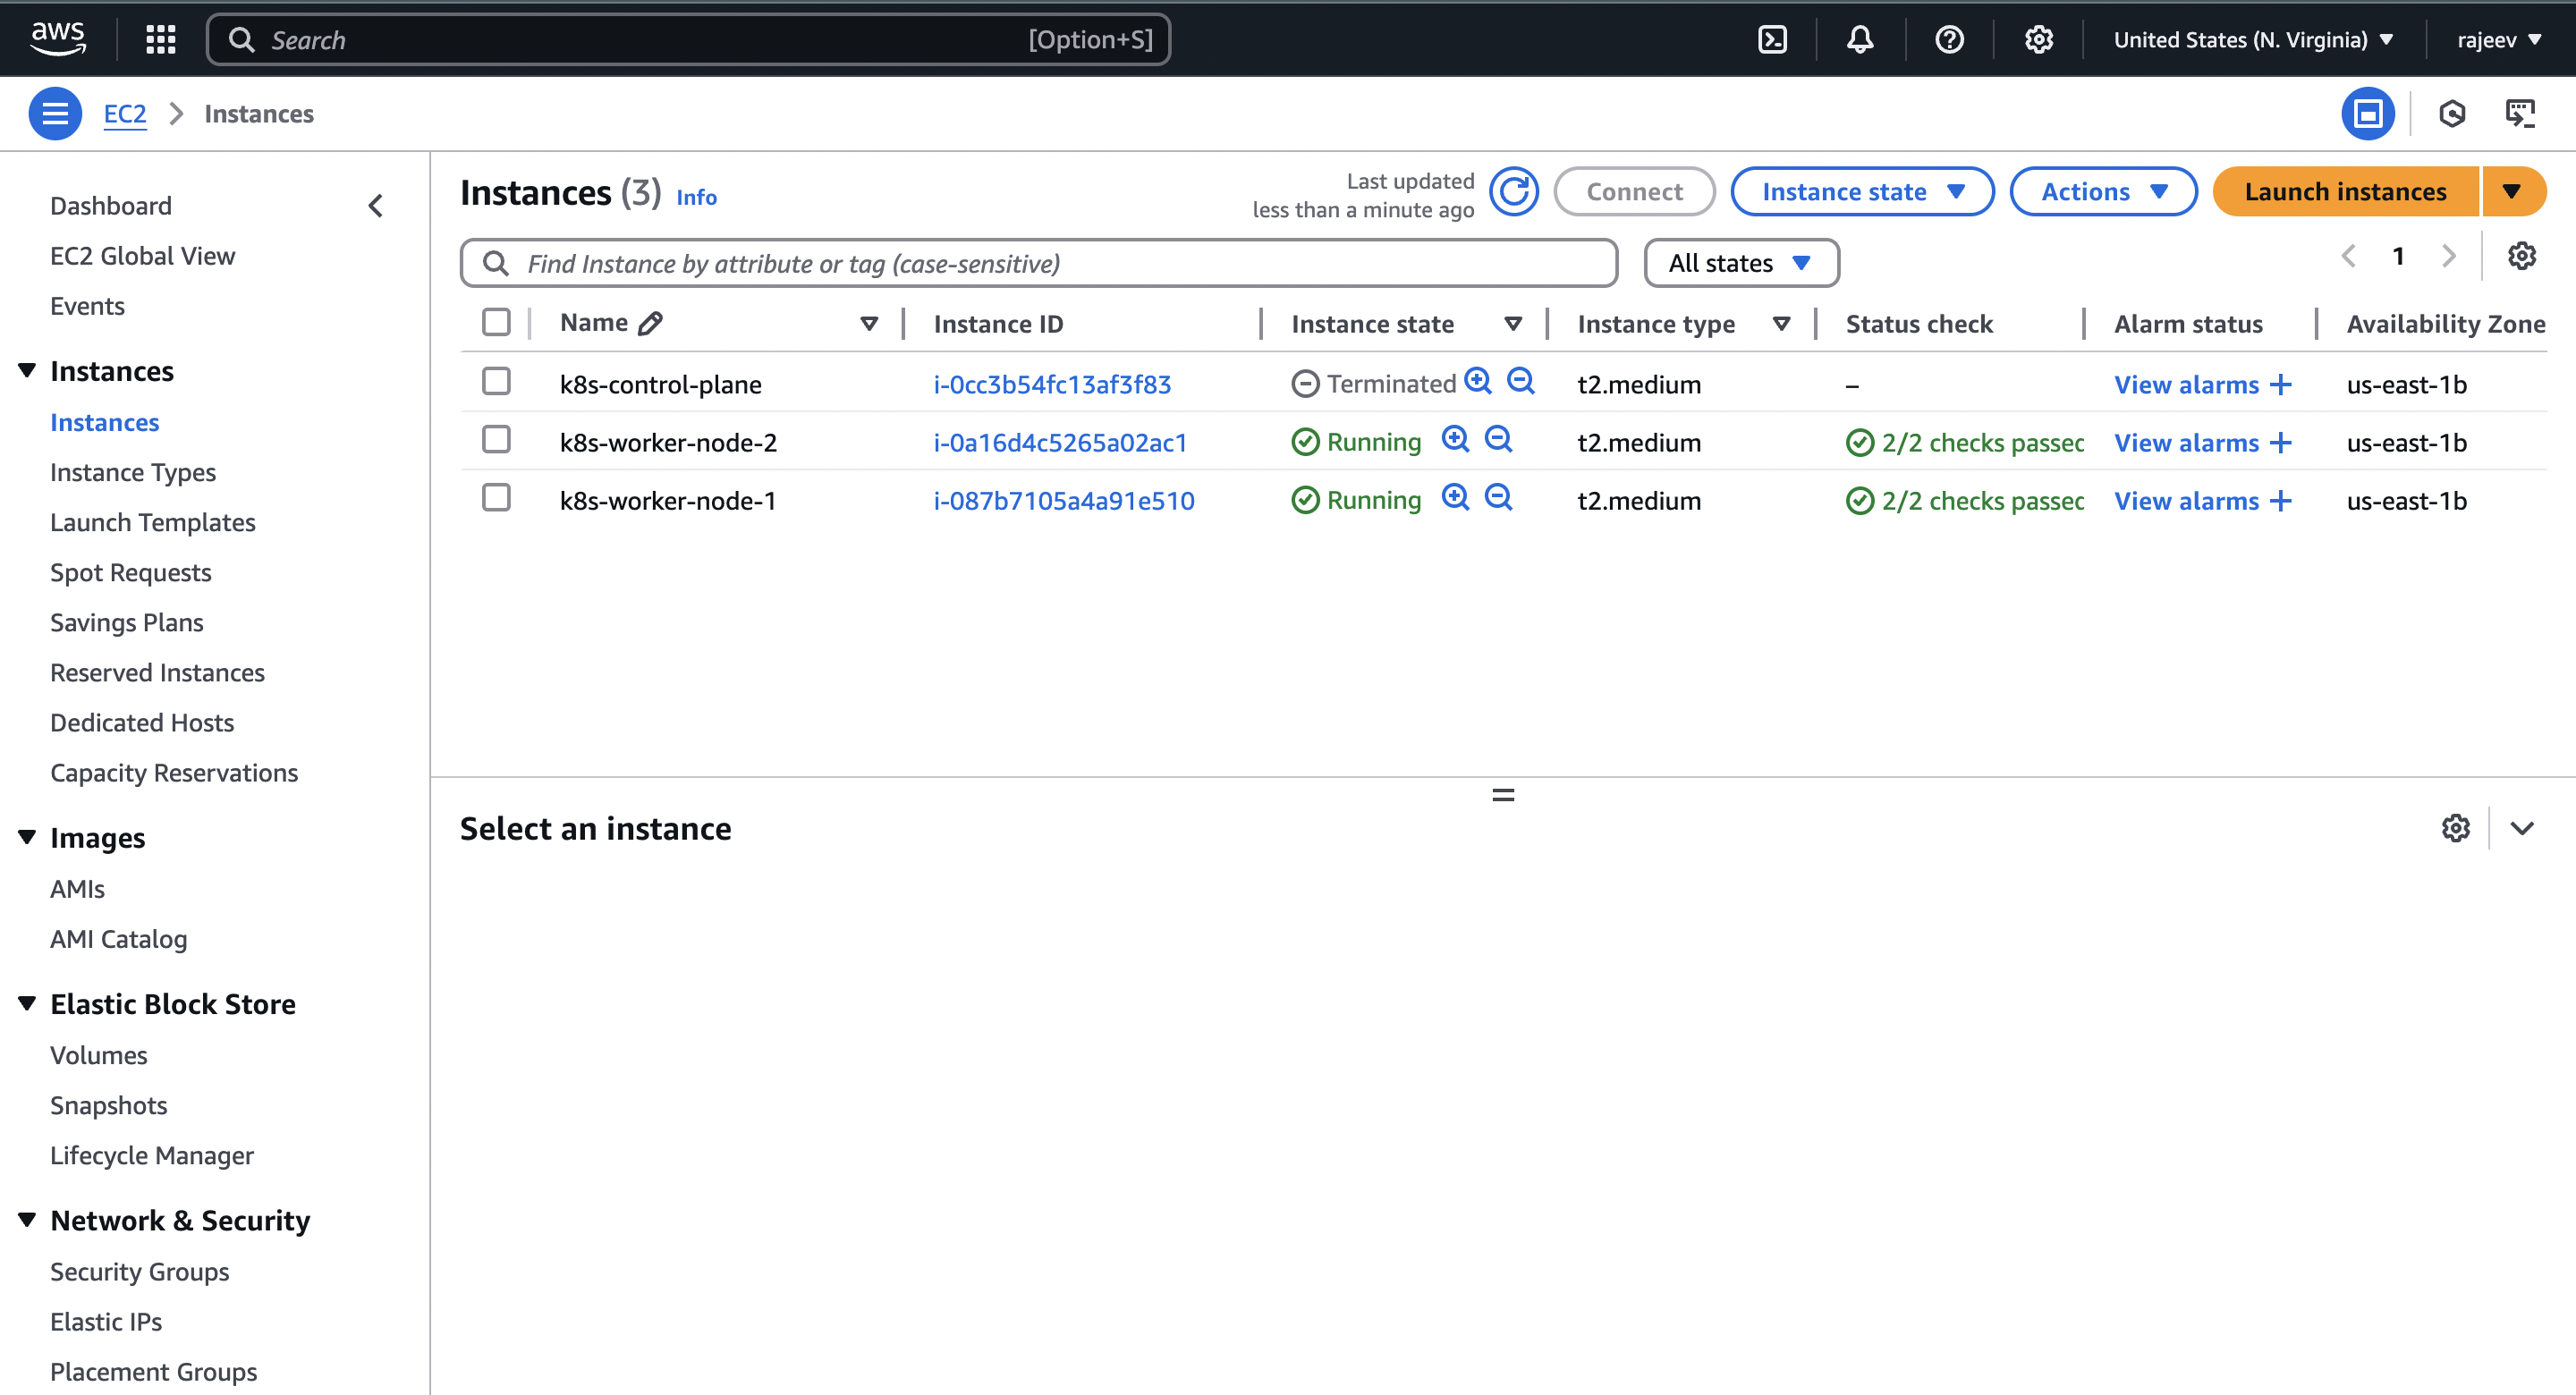 aws
Search [Option+S]
United States (N. Virginia)
rajeev
EC2
Instances
Dashboard
EC2 Global View
Events
Instances
Instances
Instance Types
Launch Templates
Spot Requests
Savings Plans
Reserved Instances
Dedicated Hosts
Capacity Reservations
Images
AMIs
AMI Catalog
Elastic Block Store
Volumes
Snapshots
Lifecycle Manager
Network & Security
Security Groups
Elastic IPs
Placement Groups
Instances (3) Info
Last updated
less than a minute ago
Connect
Instance state
Actions
Launch instances
Find Instance by attribute or tag (case-sensitive)
All states
1
Name Instance ID Instance state Instance type Status check Alarm status Availability Zone
k8s-control-plane i-0cc3b54fc13af3f83 Terminated t2.medium – View alarms + us-east-1b
k8s-worker-node-2 i-0a16d4c5265a02ac1 Running t2.medium 2/2 checks passed View alarms + us-east-1b
k8s-worker-node-1 i-087b7105a4a91e510 Running t2.medium 2/2 checks passed View alarms + us-east-1b
Select an instance